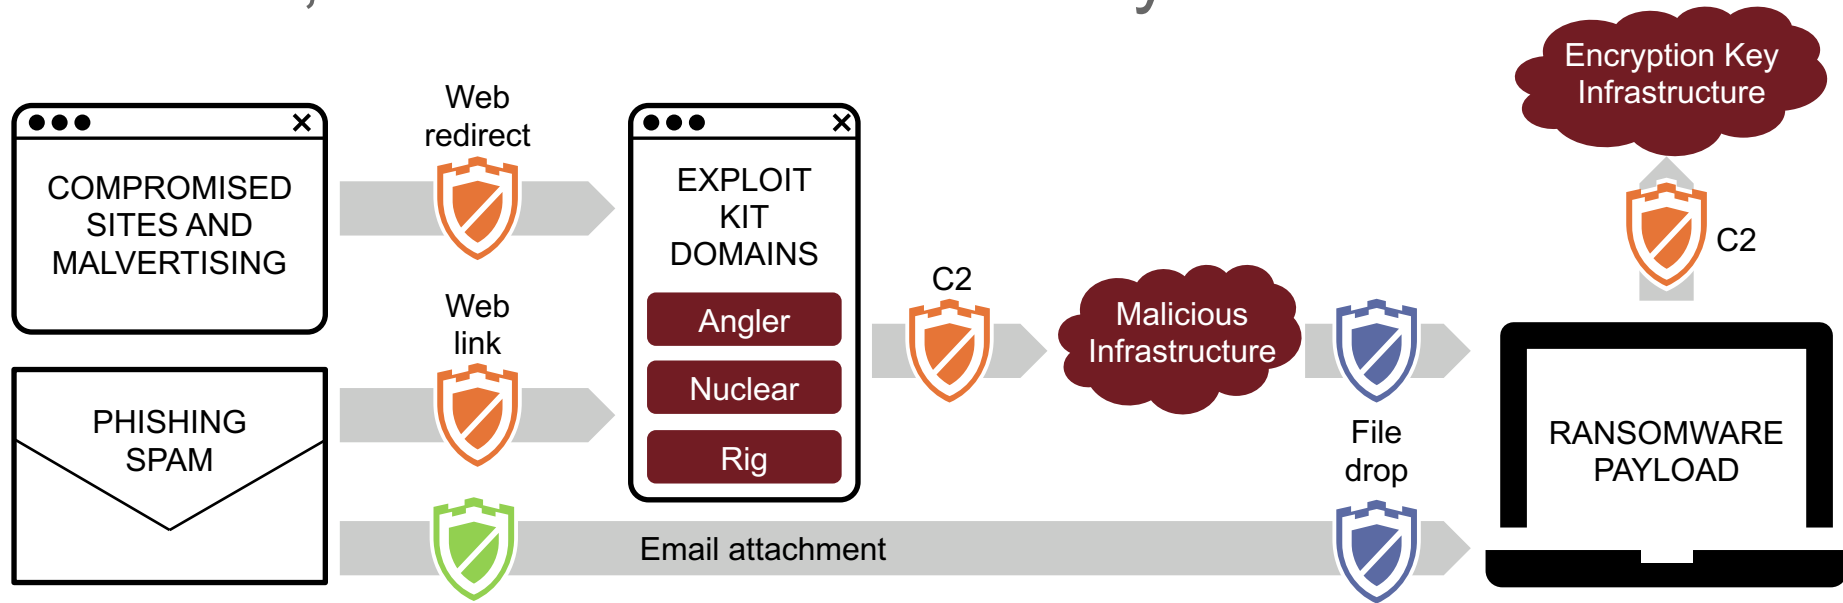 COMPROMISED
SITES AND
MALVERTISING
Web
redirect
Web
link
PHISHING
SPAM
EXPLOIT
KIT
DOMAINS
Angler
Nuclear
Rig
C2
Malicious
Infrastructure
File
drop
Email attachment
Encryption Key
Infrastructure
C2
RANSOMWARE
PAYLOAD